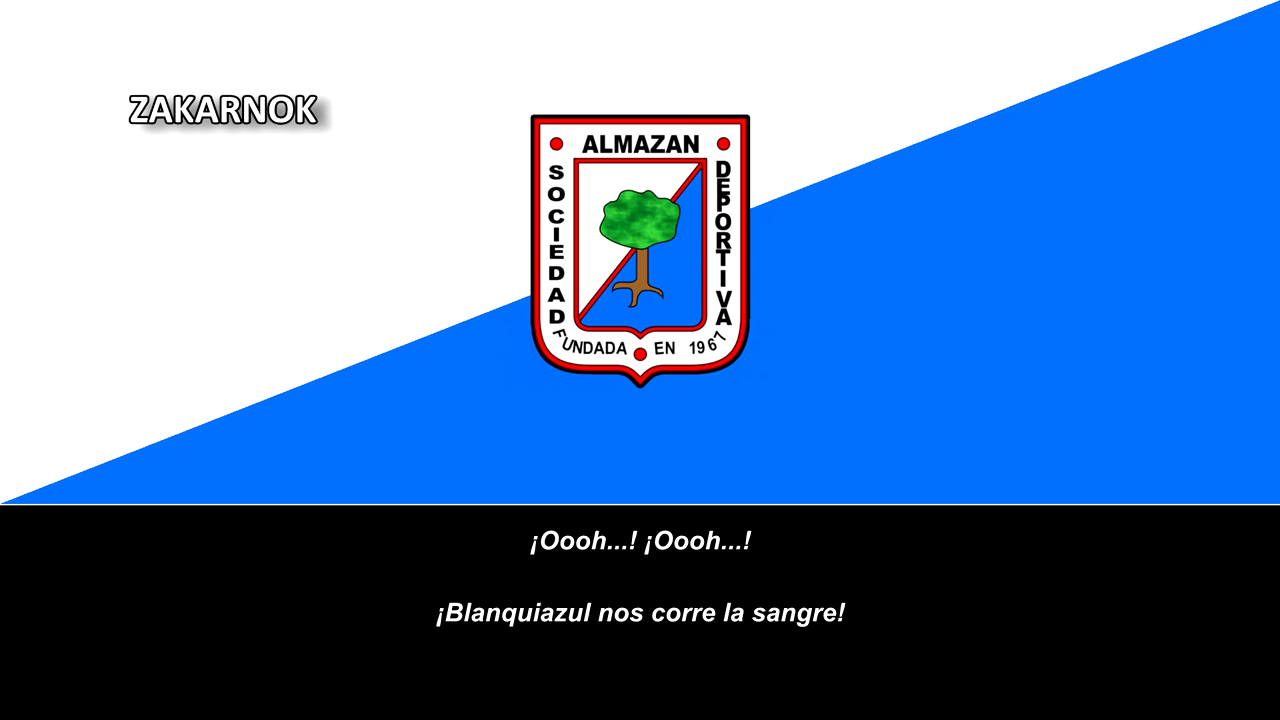 ZAKARNOK
ALMAZAN
SOCIEDAD
DEPORTIVA
FUNDADA EN 1967
¡Oooh...! ¡Oooh...!
¡Blanquiazul nos corre la sangre!